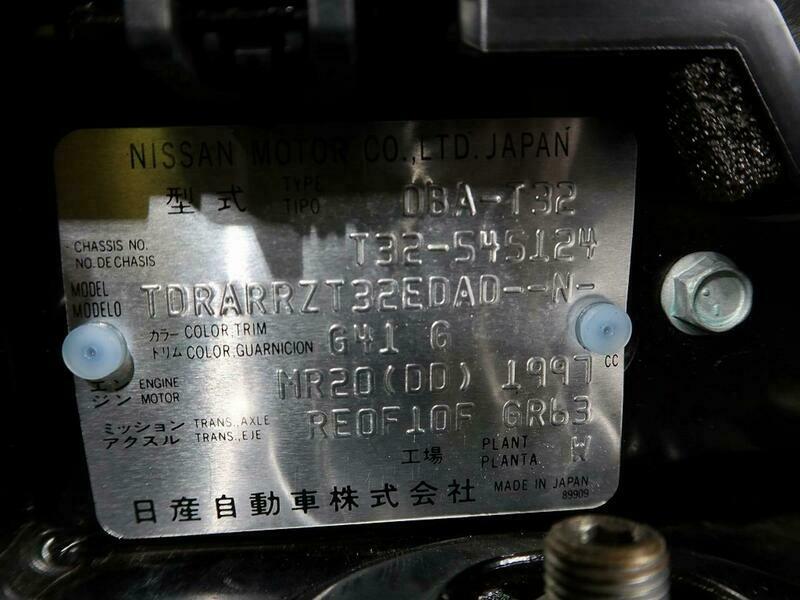 NISSAN MOTOR CO.,LTD. JAPAN
型式 TYPE TIPO DBA-T32
CHASSIS NO. NO.DE CHASIS T32-545124
MODEL MODELO TDRARRZT32EDAD--N-
カラー COLOR,TRIM
トリム COLOR,GUARNICION G41 G
エン ENGINE
ジン MOTOR MR20(DD) 1997 CC
ミッション TRANS.,AXLE
アクスル TRANS.,EJE RE0F10F GR63
工場 PLANT PLANTA W
日産自動車株式会社 MADE IN JAPAN
89909